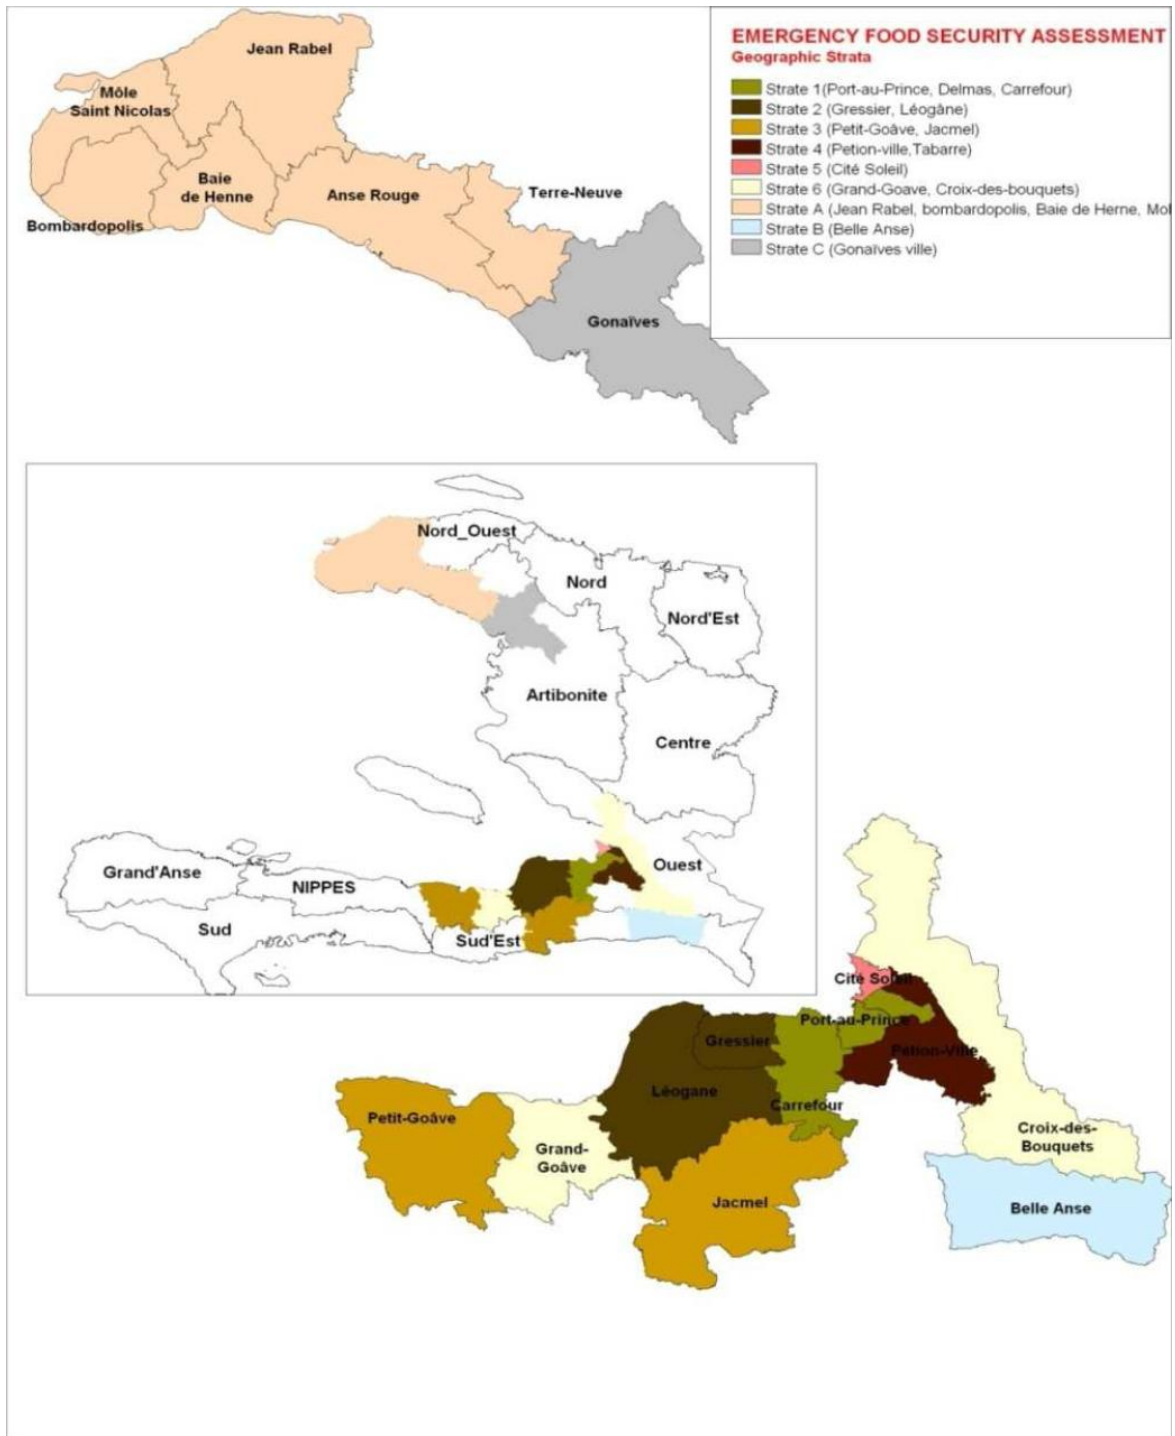 EMERGENCY FOOD SECURITY ASSESSMENT
Geographic Strata
Strate 1(Port-au-Prince, Delmas, Carrefour)
Strate 2 (Gressier, Léogâne)
Strate 3 (Petit-Goâve, Jacmel)
Strate 4 (Petion-ville,Tabarre)
Strate 5 (Cité Soleil)
Strate 6 (Grand-Goave, Croix-des-bouquets)
Strate A (Jean Rabel, bombardopolis, Baie de Herne, Mol
Strate B (Belle Anse)
Strate C (Gonaïves ville)
Jean Rabel
Môle
Saint Nicolas
Baie
de Henne
Anse Rouge
Terre-Neuve
Bombardopolis
Gonaïves
Nord_Ouest
Nord
Nord'Est
Artibonite
Centre
Ouest
Grand'Anse
NIPPES
Sud
Sud'Est
Cité Soleil
Port-au-Prince
Gressier
Pétion-Ville
Léogane
Carrefour
Petit-Goâve
Grand-
Goâve
Croix-des-
Bouquets
Jacmel
Belle Anse